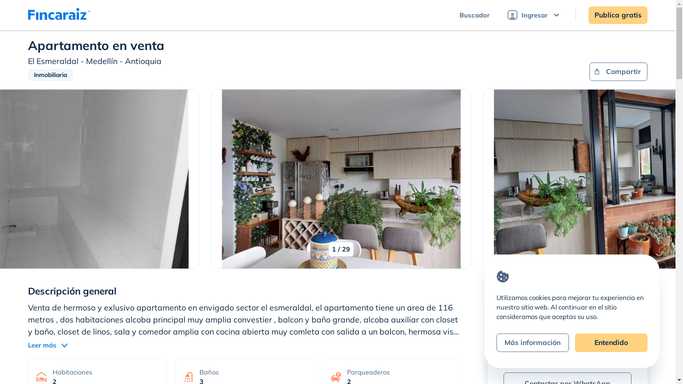 Fincaraiz
Buscador
Ingresar
Publica gratis
Apartamento en venta
El Esmeraldal - Medellín - Antioquia
Inmobiliaria
Compartir
1 / 29
Descripción general
Venta de hermoso y exlusivo apartamento en envigado sector el esmeraldal, el apartamento tiene un area de 116
metros , dos habitaciones alcoba principal muy amplia convestier , balcon y baño grande, alcoba auxiliar con closet
y baño, closet de linos, sala y comedor amplia con cocina abierta muy comleta con salida a un balcon, hermosa vis...
Leer más
Habitaciones
2
Baños
3
Parqueaderos
2
Utilizamos cookies para mejorar tu experiencia en
nuestro sitio web. Al continuar en el sitio
consideramos que aceptas su uso.
Más información
Entendido
Contactar por WhatsApp